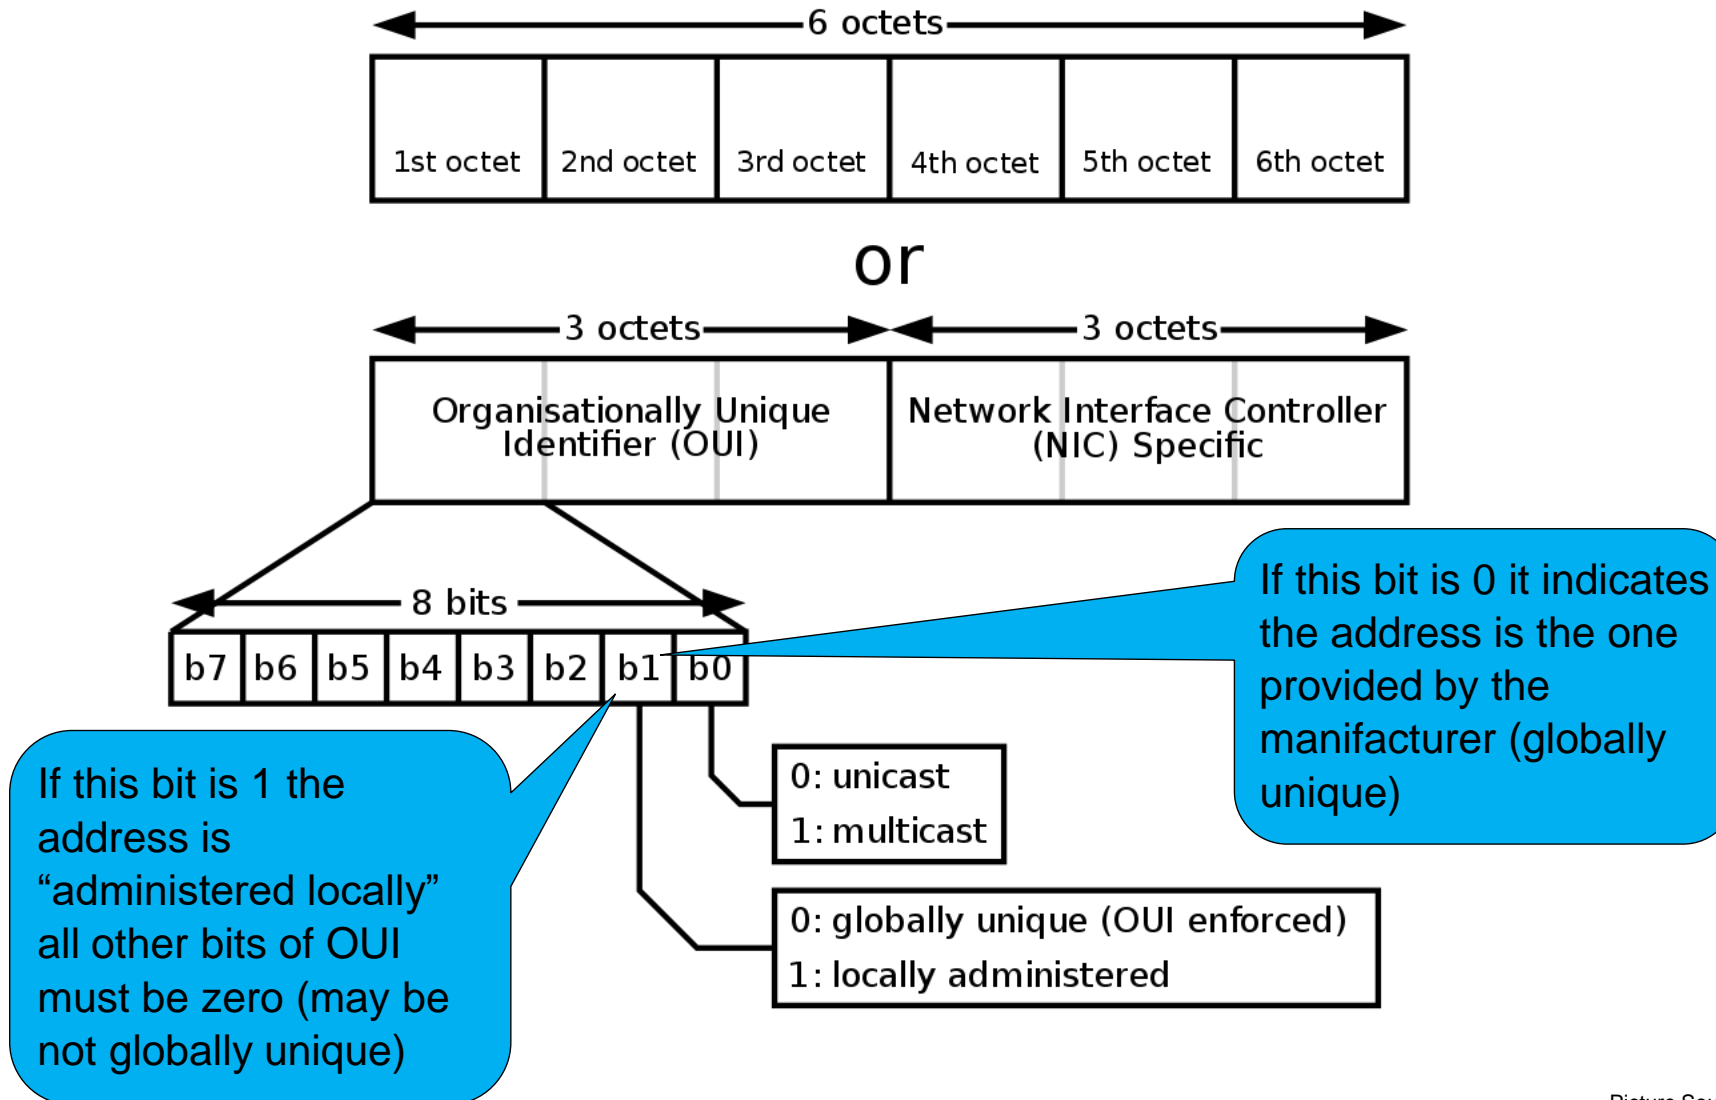 6 octets
1st octet 2nd octet 3rd octet 4th octet 5th octet 6th octet
or
3 octets 3 octets
Organisationally Unique
Identifier (OUI)
Network Interface Controller
(NIC) Specific
8 bits
b7 b6 b5 b4 b3 b2 b1 b0
If this bit is 0 it indicates
the address is the one
provided by the
manifacturer (globally
unique)
If this bit is 1 the
address is
“administered locally”
all other bits of OUI
must be zero (may be
not globally unique)
0: unicast
1: multicast
0: globally unique (OUI enforced)
1: locally administered
Picture